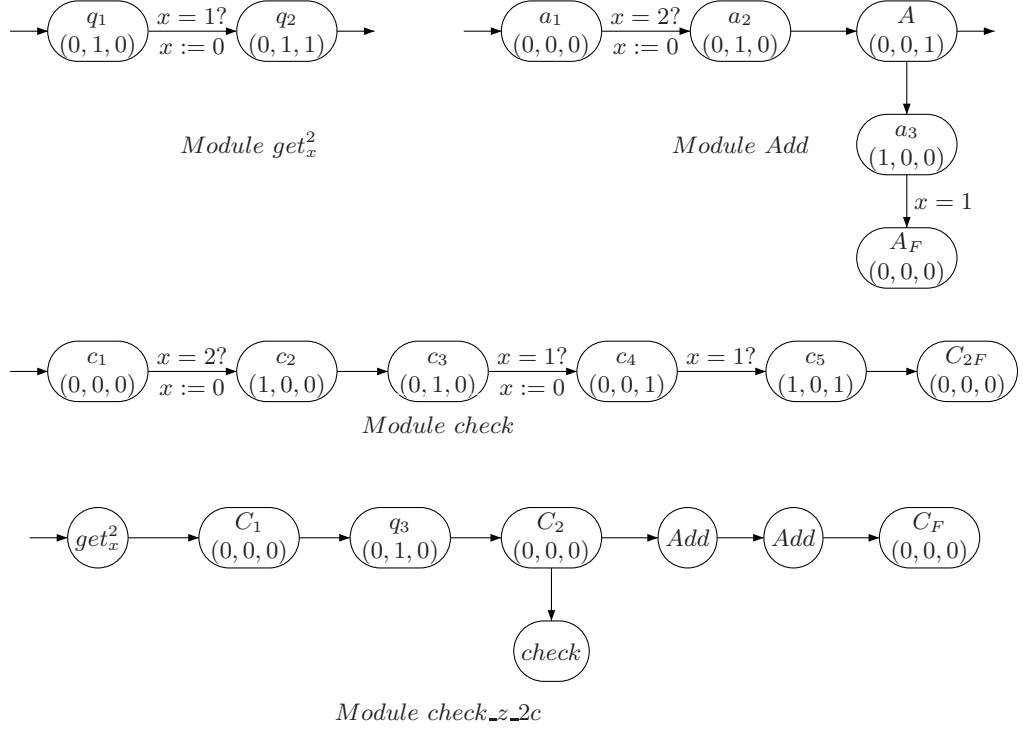 q₁ x = 1? q₂ a₁ x = 2? a₂ A
(0, 1, 0) x := 0 (0, 1, 1) (0, 0, 0) x := 0 (0, 1, 0) (0, 0, 1)
Module get²ₓ Module Add
a₃
(1, 0, 0)
x = 1
A_F
(0, 0, 0)
c₁ x = 2? c₂ c₃ x = 1? c₄ x = 1? c₅ C₂F
(0, 0, 0) x := 0 (1, 0, 0) (0, 1, 0) x := 0 (0, 0, 1) (1, 0, 1) (0, 0, 0)
Module check
get²ₓ C₁ q₃ C₂ Add Add C_F
(0, 0, 0) (0, 1, 0) (0, 0, 0) (0, 0, 0)
check
Module check_z_2c